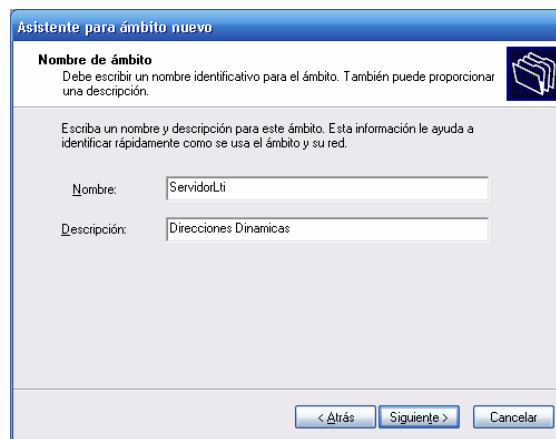 Asistente para ámbito nuevo
Nombre de ámbito
Debe escribir un nombre identificativo para el ámbito. También puede proporcionar
una descripción.
Escriba un nombre y descripción para este ámbito. Esta información le ayuda a
identificar rápidamente como se usa el ámbito y su red.
Nombre: ServidorLti
Descripción: Direcciones Dinamicas
< Atrás Siguiente > Cancelar